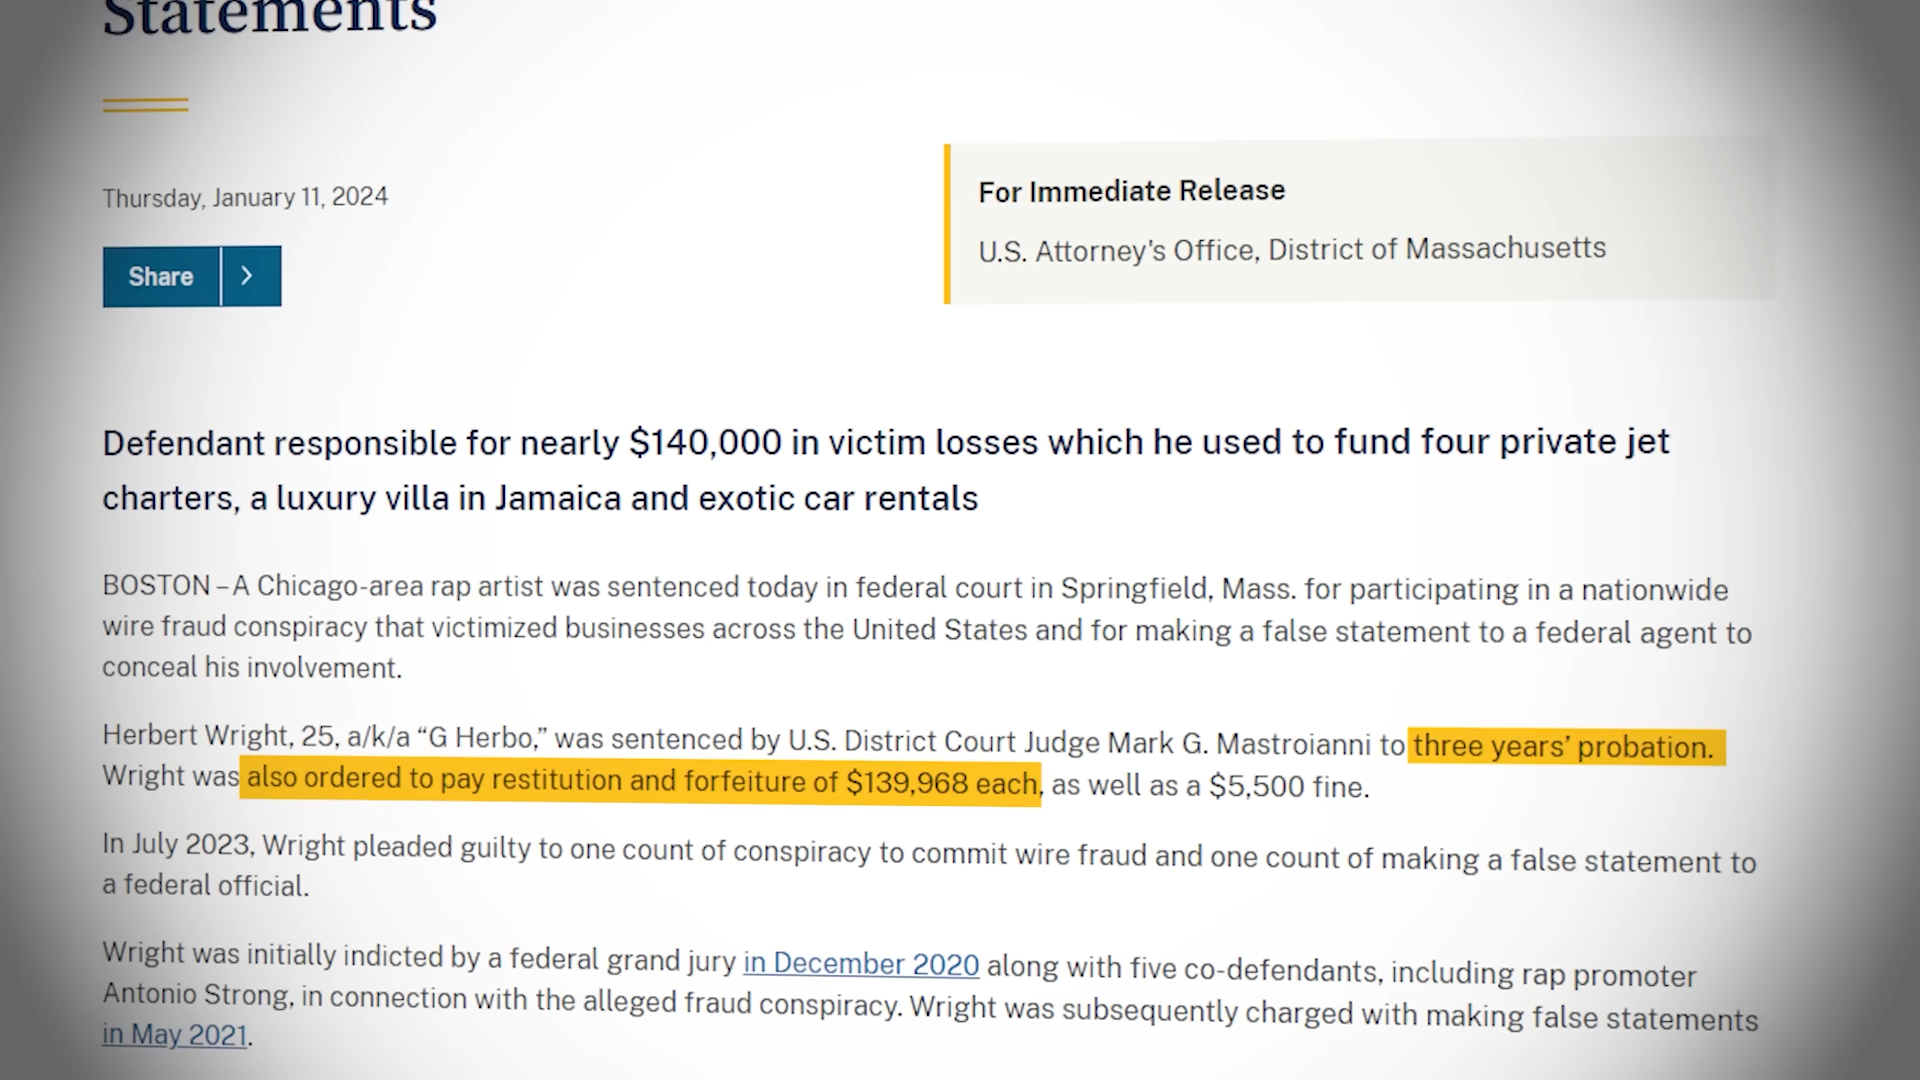 Statements
Thursday, January 11, 2024
Share
For Immediate Release
U.S. Attorney's Office, District of Massachusetts
Defendant responsible for nearly $140,000 in victim losses which he used to fund four private jet
charters, a luxury villa in Jamaica and exotic car rentals
BOSTON – A Chicago-area rap artist was sentenced today in federal court in Springfield, Mass. for participating in a nationwide
wire fraud conspiracy that victimized businesses across the United States and for making a false statement to a federal agent to
conceal his involvement.
Herbert Wright, 25, a/k/a “G Herbo,” was sentenced by U.S. District Court Judge Mark G. Mastroianni to three years’ probation.
Wright was also ordered to pay restitution and forfeiture of $139,968 each, as well as a $5,500 fine.
In July 2023, Wright pleaded guilty to one count of conspiracy to commit wire fraud and one count of making a false statement to
a federal official.
Wright was initially indicted by a federal grand jury in December 2020 along with five co-defendants, including rap promoter
Antonio Strong, in connection with the alleged fraud conspiracy. Wright was subsequently charged with making false statements
in May 2021.